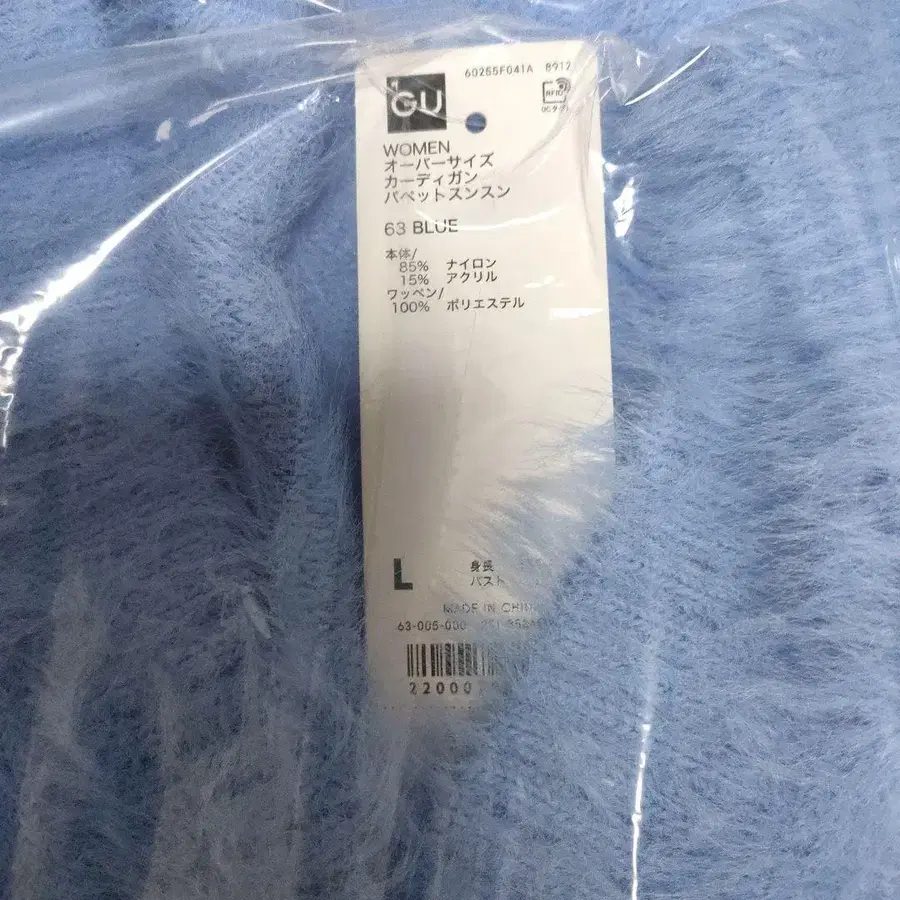 GU
60255F041A 8912
RFID
WOMEN
オーバーサイズ
カーディガン
パペットスンスン
63 BLUE
本体/
85% ナイロン
15% アクリル
ワッペン/
100% ポリエステル
L
身長
バスト
MADE IN
63-005-000
22000